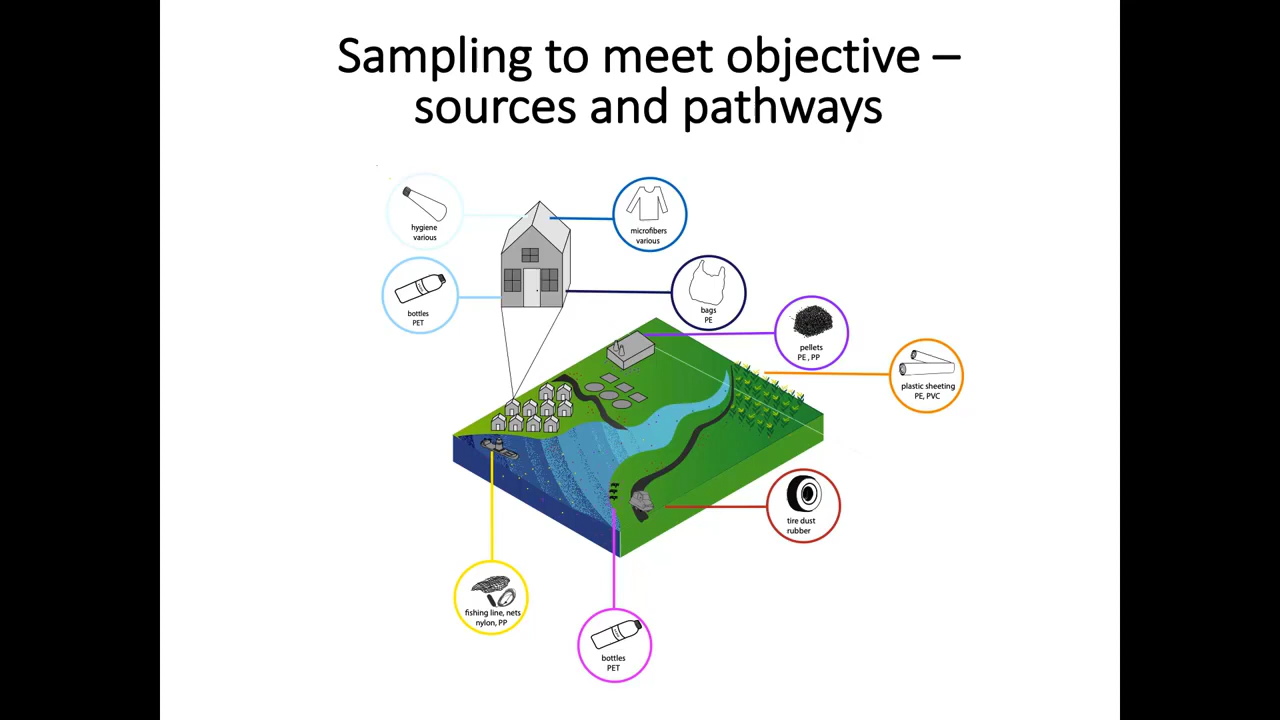 Sampling to meet objective –
sources and pathways
hygiene
various
microfibers
various
bottles
PET
bags
PE
pellets
PE , PP
plastic sheeting
PE, PVC
tire dust
rubber
fishing line, nets
nylon, PP
bottles
PET